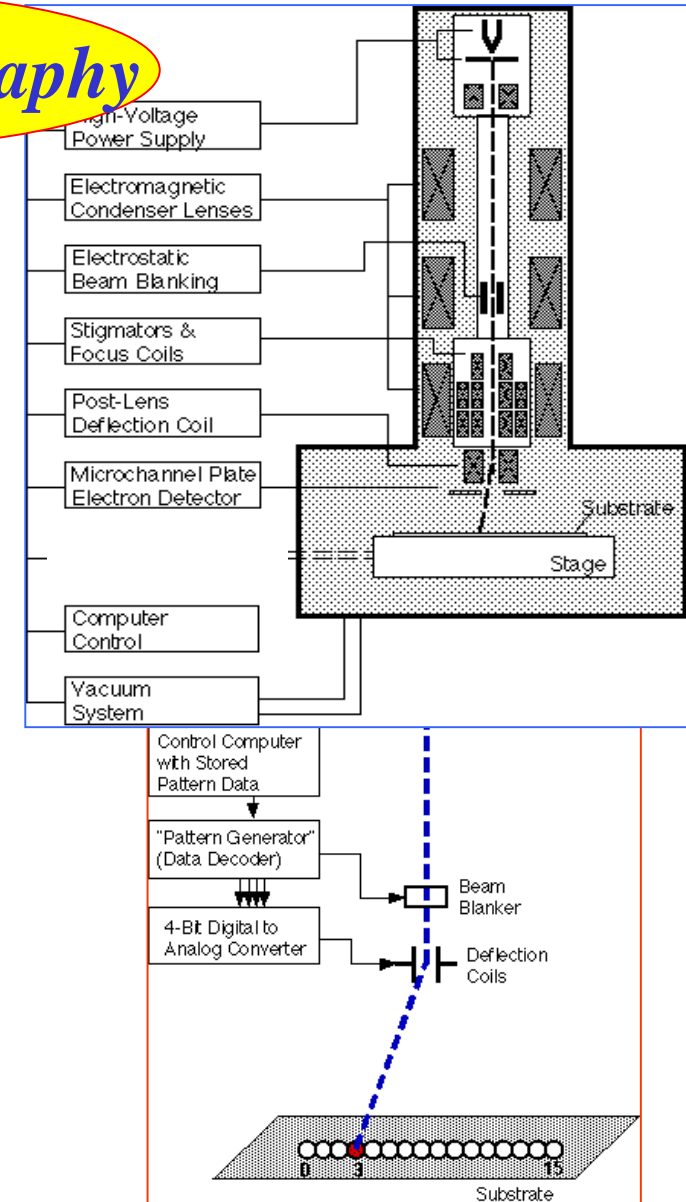 aphy
High-Voltage
Power Supply
Electromagnetic
Condenser Lenses
Electrostatic
Beam Blanking
Stigmators &
Focus Coils
Post-Lens
Deflection Coil
Microchannel Plate
Electron Detector
Substrate
Stage
Computer
Control
Vacuum
System
Control Computer
with Stored
Pattern Data
"Pattern Generator"
(Data Decoder)
Beam
Blanker
4-Bit Digital to
Analog Converter
Deflection
Coils
0 3 15
Substrate